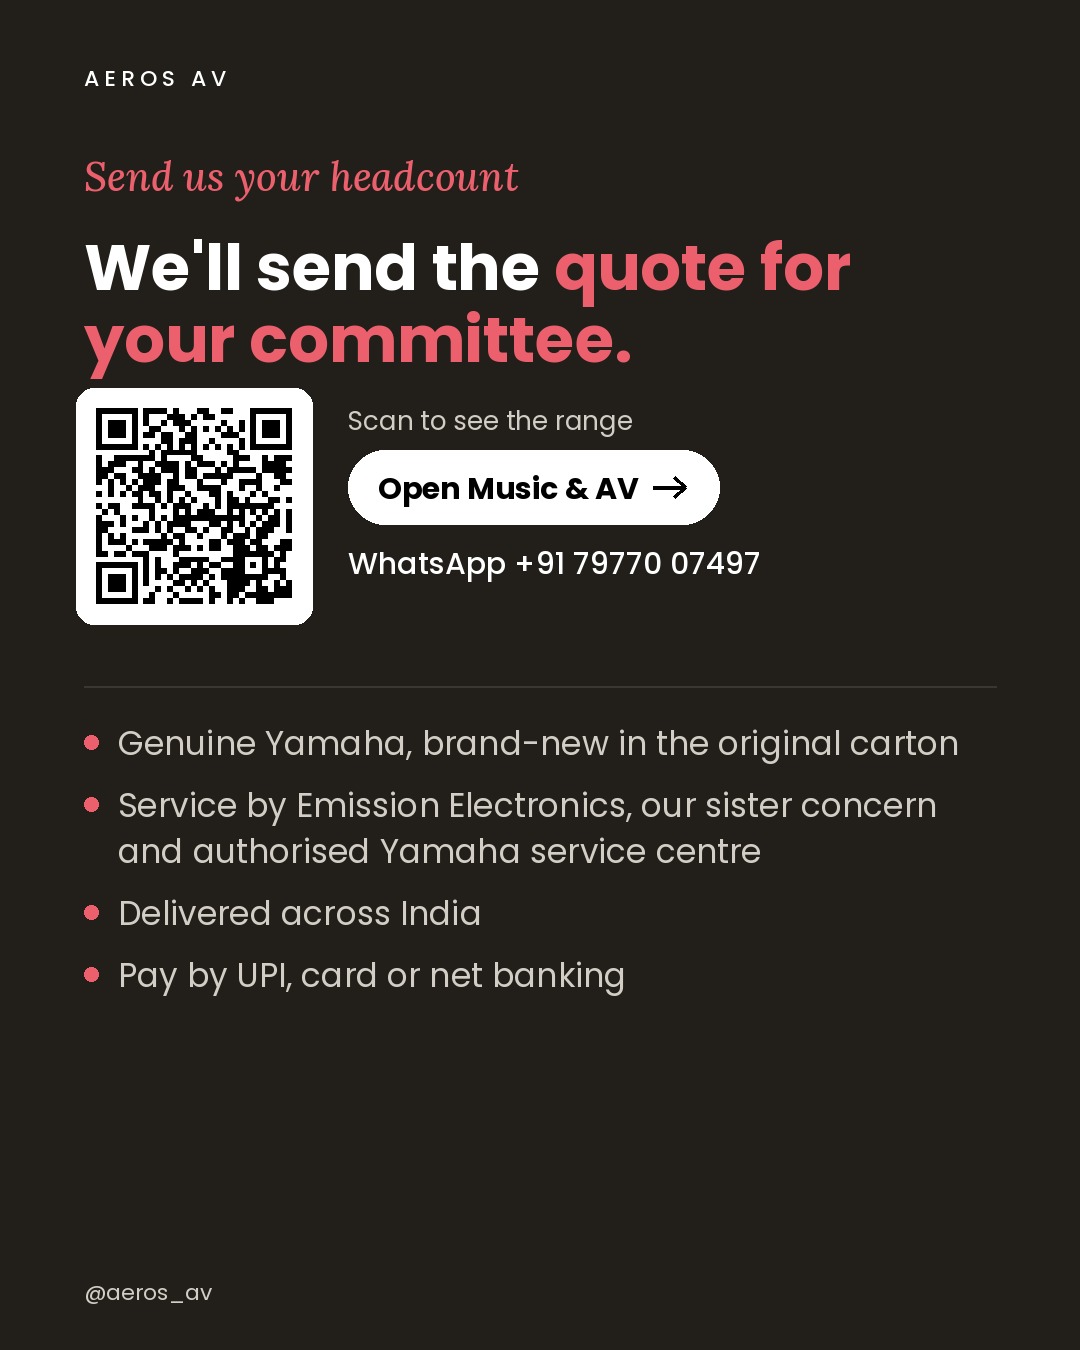 AEROS AV
Send us your headcount
We'll send the quote for
your committee.
Scan to see the range
Open Music & AV →
WhatsApp +91 79770 07497
Genuine Yamaha, brand-new in the original carton
Service by Emission Electronics, our sister concern
and authorised Yamaha service centre
Delivered across India
Pay by UPI, card or net banking
@aeros_av